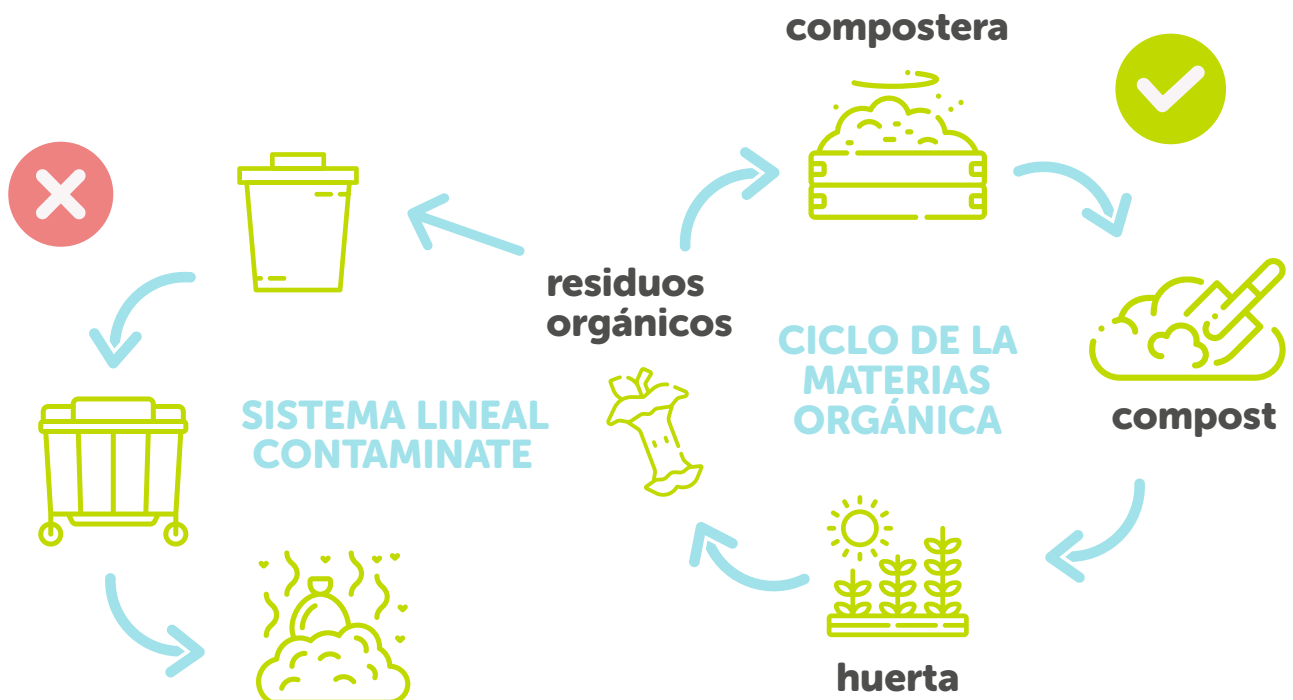 compostera
residuos
orgánicos
CICLO DE LA
MATERIAS
ORGÁNICA
SISTEMA LINEAL
CONTAMINATE
compost
huerta